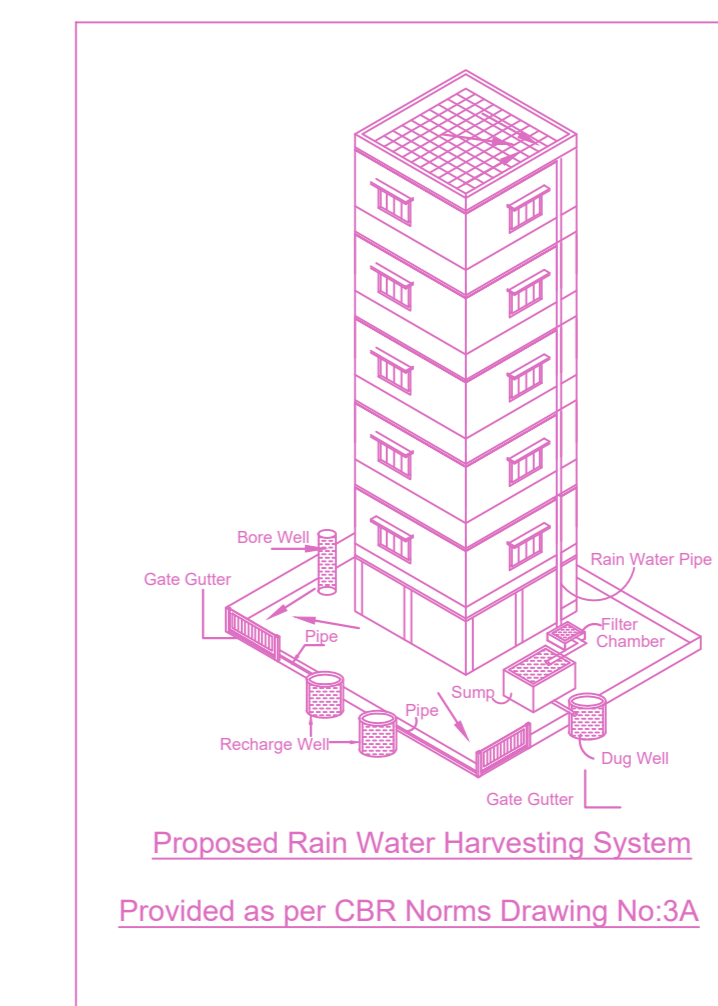 Bore Well
Rain Water Pipe
Gate Gutter
Filter
Chamber
Pipe
Sump
Pipe
Recharge Well
Dug Well
Gate Gutter
Proposed Rain Water Harvesting System
Provided as per CBR Norms Drawing No:3A